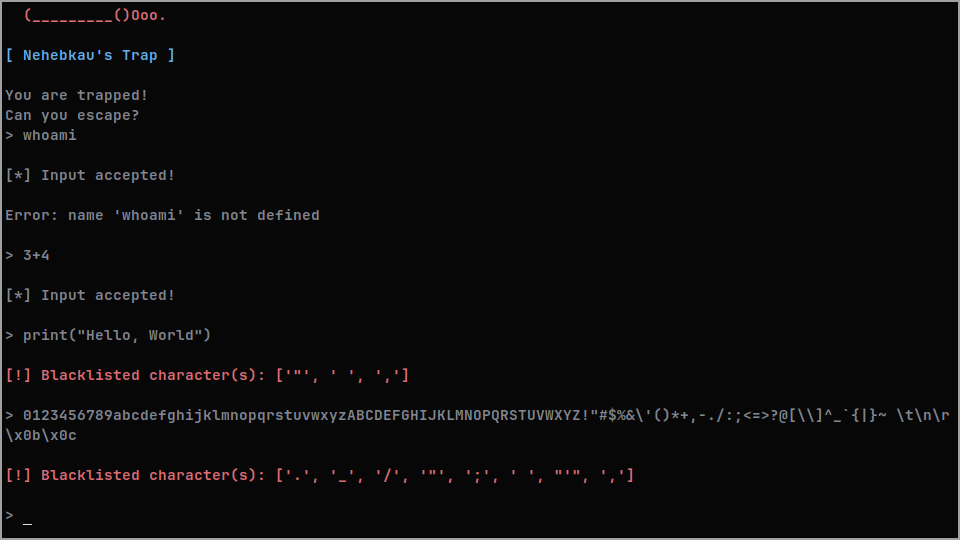 (_________()Ooo.
[ Nehebkau's Trap ]
You are trapped!
Can you escape?
> whoami
[*] Input accepted!
Error: name 'whoami' is not defined
> 3+4
[*] Input accepted!
> print("Hello, World")
[!] Blacklisted character(s): ['"', ' ', ',']
> 0123456789abcdefghijklmnopqrstuvwxyzABCDEFGHIJKLMNOPQRSTUVWXYZ!"#$%&\'()*+,-./:;<=>?@[\\]^_`{|}~ \t\n\r
\x0b\x0c
[!] Blacklisted character(s): ['.', '_', '/', '"', ';', ' ', "'", ',']
> _